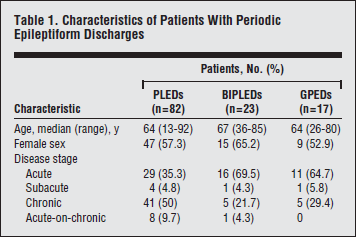 Table 1. Characteristics of Patients With Periodic
Epileptiform Discharges
Patients, No. (%)
Characteristic PLEDs (n=82) BIPLEDs (n=23) GPEDs (n=17)
Age, median (range), y 64 (13-92) 67 (36-85) 64 (26-80)
Female sex 47 (57.3) 15 (65.2) 9 (52.9)
Disease stage
Acute 29 (35.3) 16 (69.5) 11 (64.7)
Subacute 4 (4.8) 1 (4.3) 1 (5.8)
Chronic 41 (50) 5 (21.7) 5 (29.4)
Acute-on-chronic 8 (9.7) 1 (4.3) 0